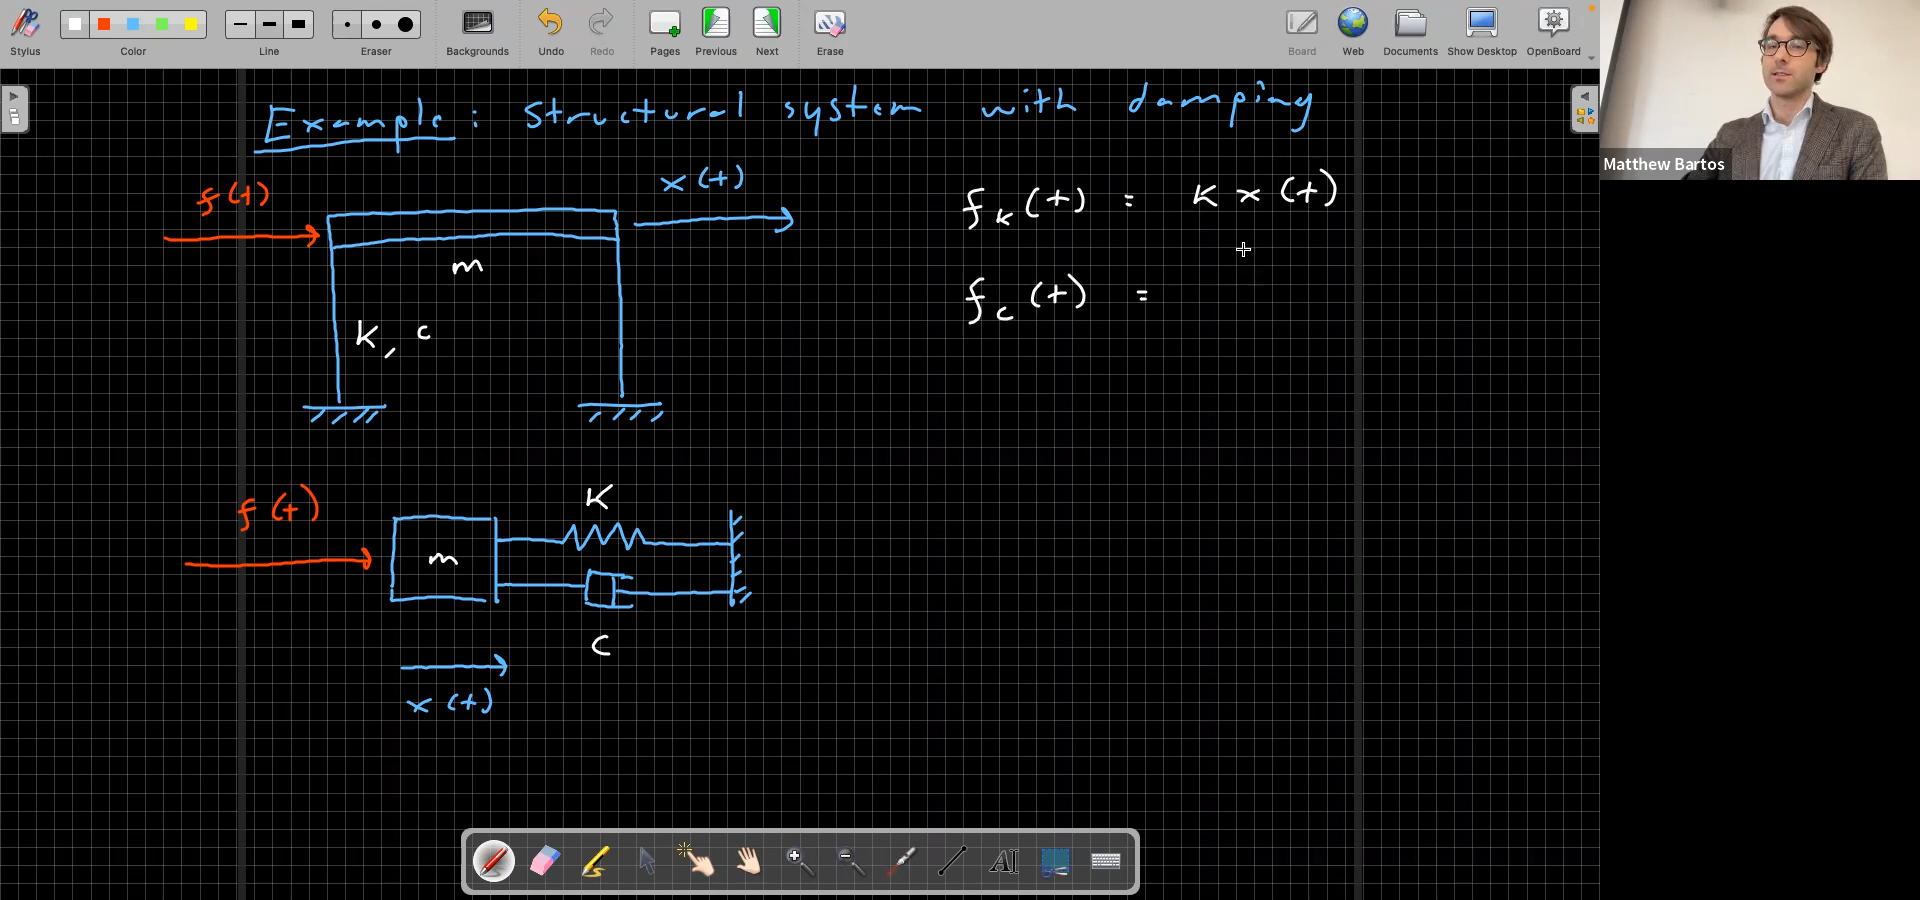 Stylus
Color
Line
Eraser
Backgrounds
Undo
Redo
Pages
Previous
Next
Erase
Board
Web
Documents
Show Desktop
OpenBoard
Matthew Bartos
Example: structural system with damping
f(t)
x(t)
m
K, c
f_K(t) = K x(t)
f_c(t) =
f(t)
m
K
C
x(t)
AI